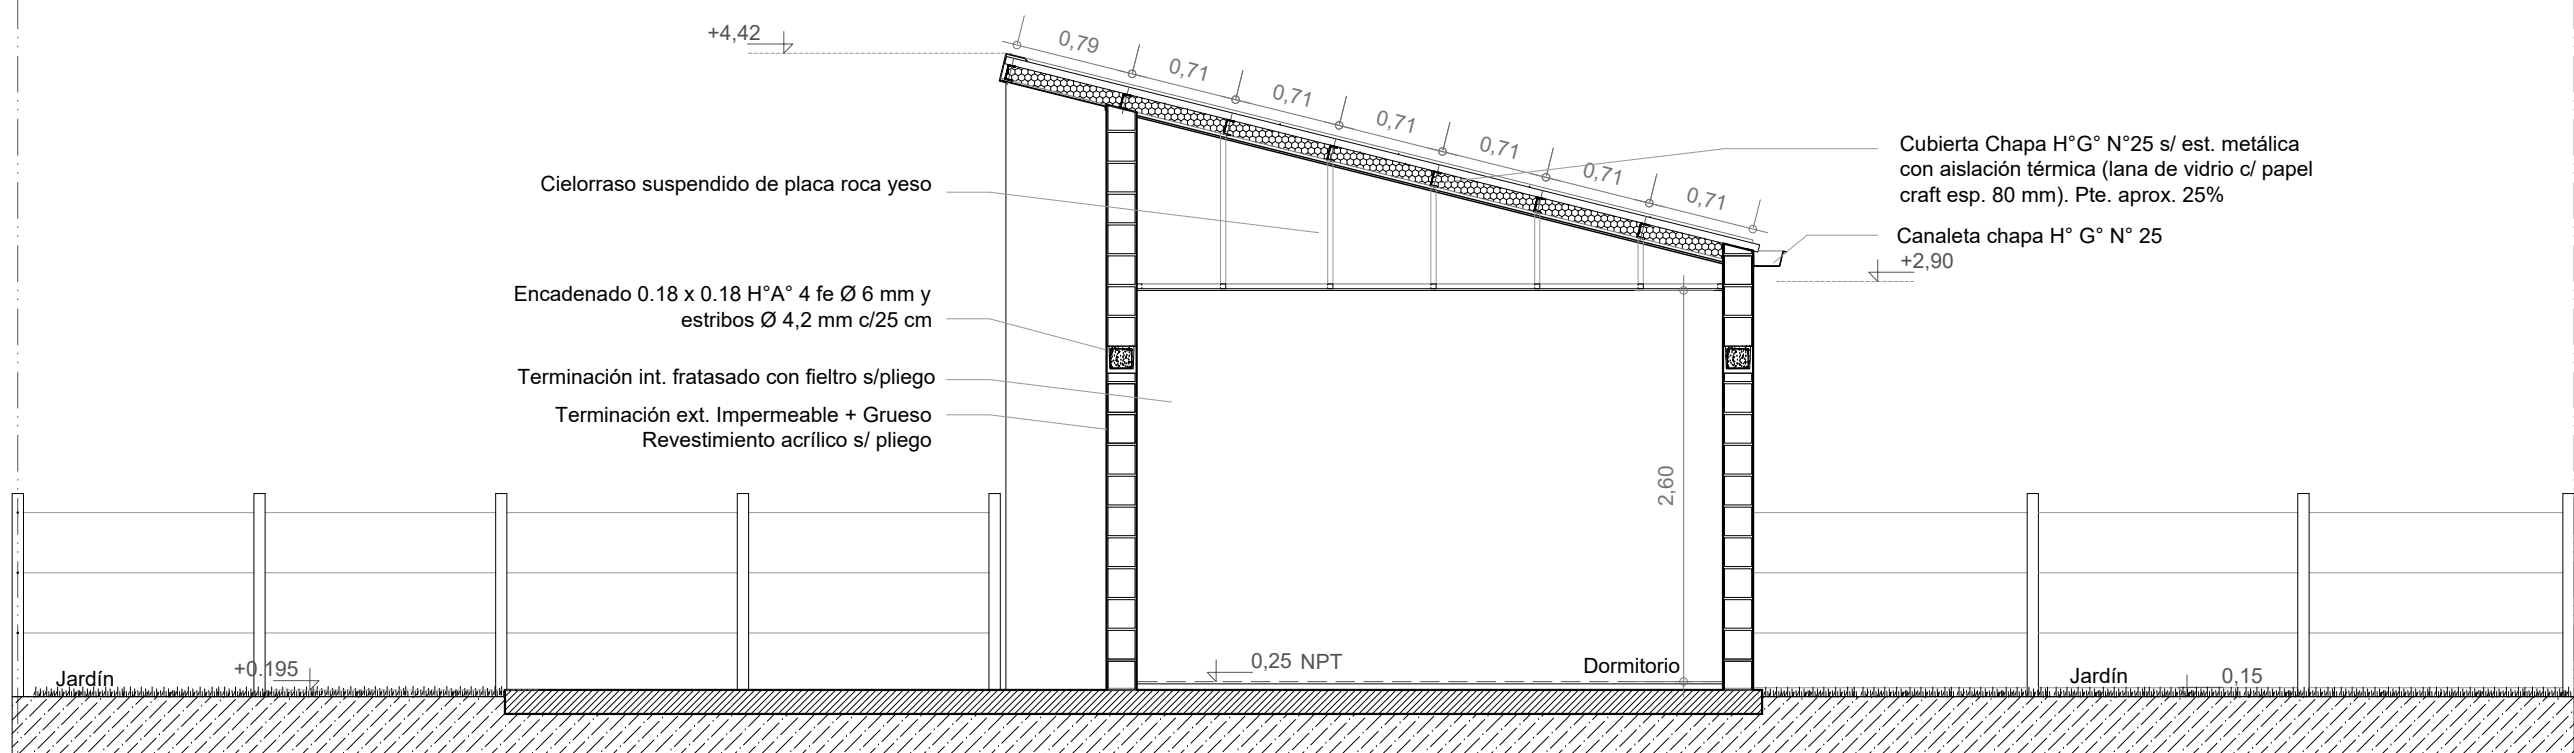 +4,42
0,79
0,71
0,71
0,71
0,71
0,71
0,71
Cubierta Chapa H°G° N°25 s/ est. metálica
con aislación térmica (lana de vidrio c/ papel
craft esp. 80 mm). Pte. aprox. 25%
Cielorraso suspendido de placa roca yeso
Canaleta chapa H° G° N° 25
+2,90
Encadenado 0.18 x 0.18 H°A° 4 fe Ø 6 mm y
estribos Ø 4,2 mm c/25 cm
Terminación int. fratasado con fieltro s/pliego
Terminación ext. Impermeable + Grueso
Revestimiento acrílico s/ pliego
2,60
Jardín
+0.195
0,25 NPT
Dormitorio
Jardín
0,15